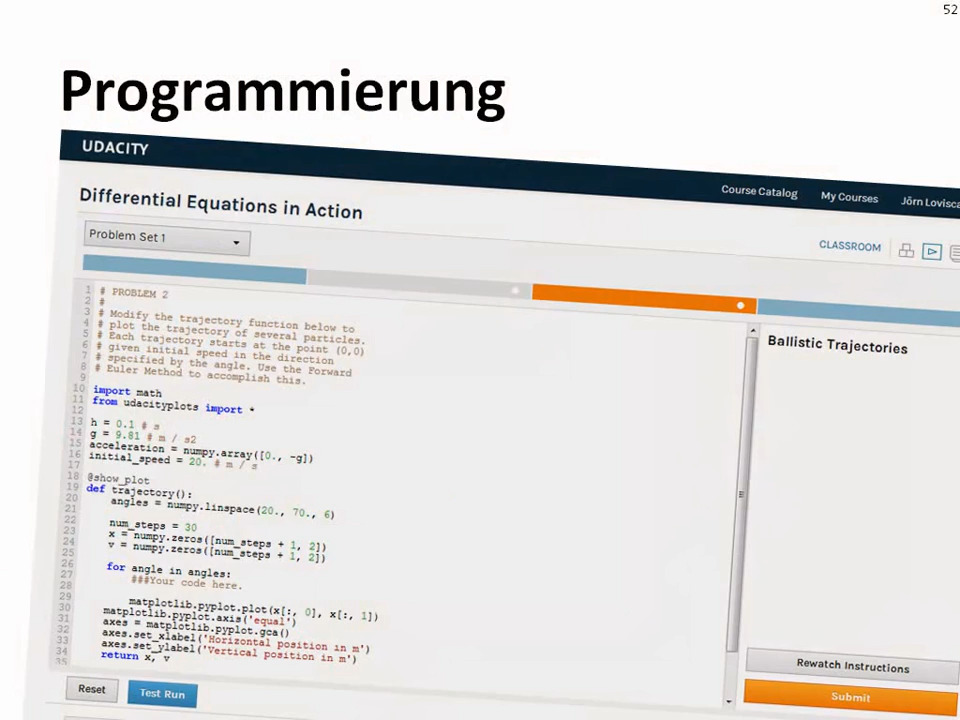 52
Programmierung
UDACITY
Course Catalog
My Courses
Differential Equations in Action
Problem Set 1
CLASSROOM
1 # PROBLEM 2
2 #
3 # Modify the trajectory function below to
4 # plot the trajectory of several particles.
5 # Each trajectory starts at the point (0,0)
6 # given initial speed in the direction
7 # specified by the angle. Use the Forward
8 # Euler Method to accomplish this.
9
10 import math
11 from udacityplots import *
12
13 h = 0.1 # s
14 g = 9.81 # m / s2
15 acceleration = numpy.array([0., -g])
16 initial_speed = 20. # m / s
17
18 @show_plot
19 def trajectory():
20 angles = numpy.linspace(20., 70., 6)
21
22 num_steps = 30
23 x = numpy.zeros([num_steps + 1, 2])
24 v = numpy.zeros([num_steps + 1, 2])
25
26 for angle in angles:
27 ###Your code here.
28
29 matplotlib.pyplot.plot(x[:, 0], x[:, 1])
30 matplotlib.pyplot.axis('equal')
31 axes = matplotlib.pyplot.gca()
32 axes.set_xlabel('Horizontal position in m')
33 axes.set_ylabel('Vertical position in m')
34 return x, v
35
Ballistic Trajectories
Rewatch Instructions
Submit
Reset
Test Run